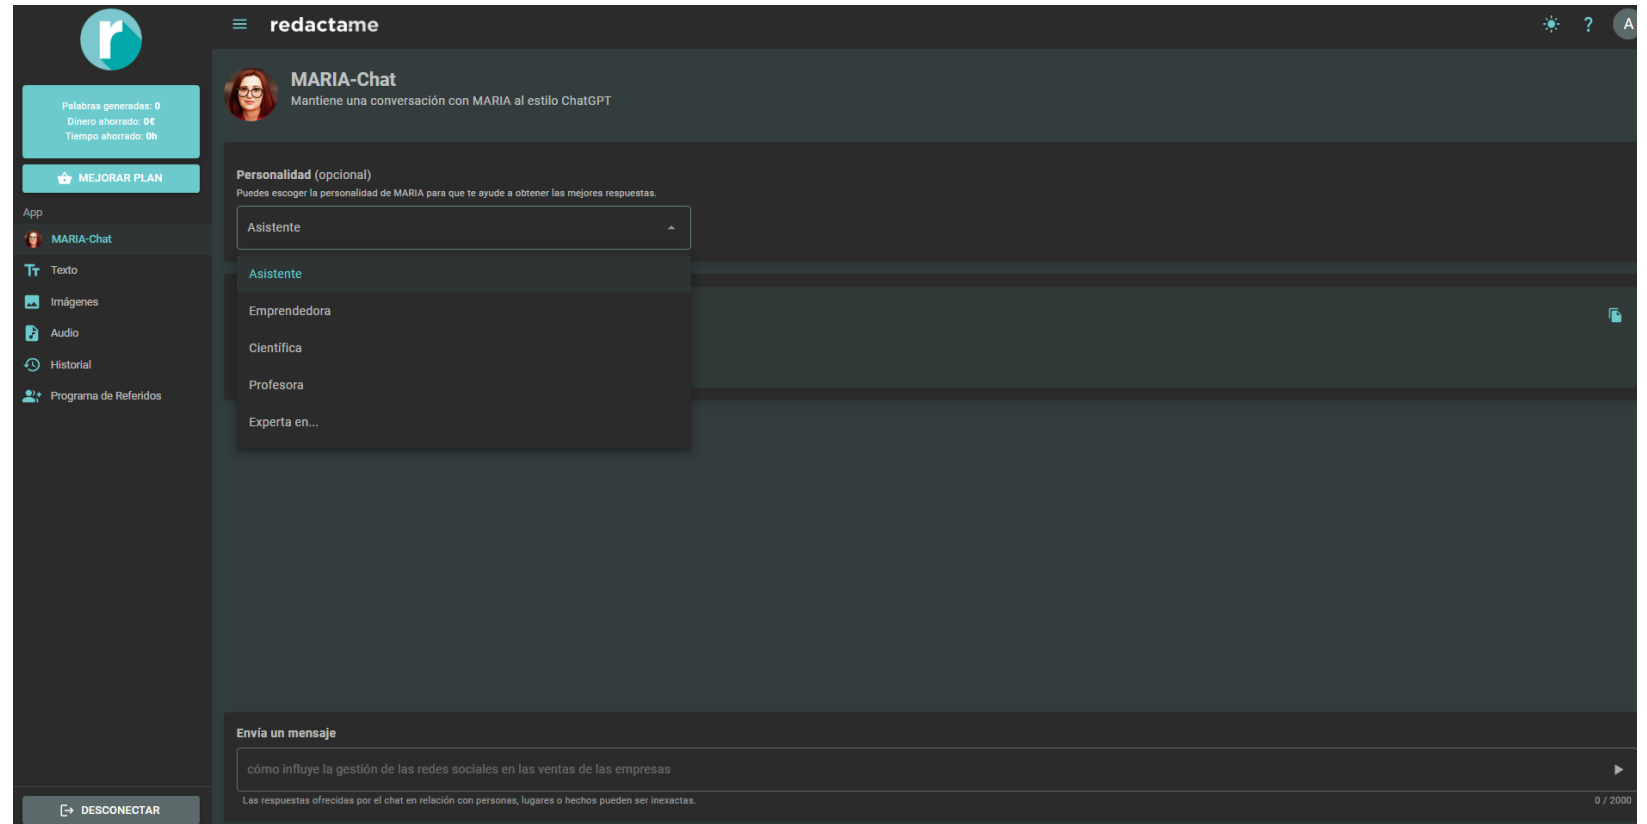 r
Palabras generadas: 0
Dinero ahorrado: 0€
Tiempo ahorrado: 0h
MEJORAR PLAN
App
MARIA-Chat
Tt Texto
Imágenes
Audio
Historial
Programa de Referidos
DESCONECTAR
redactame
? A
MARIA-Chat
Mantiene una conversación con MARIA al estilo ChatGPT
Personalidad (opcional)
Puedes escoger la personalidad de MARIA para que te ayude a obtener las mejores respuestas.
Asistente
Asistente
Emprendedora
Científica
Profesora
Experta en...
Envía un mensaje
cómo influye la gestión de las redes sociales en las ventas de las empresas
Las respuestas ofrecidas por el chat en relación con personas, lugares o hechos pueden ser inexactas.
0 / 2000